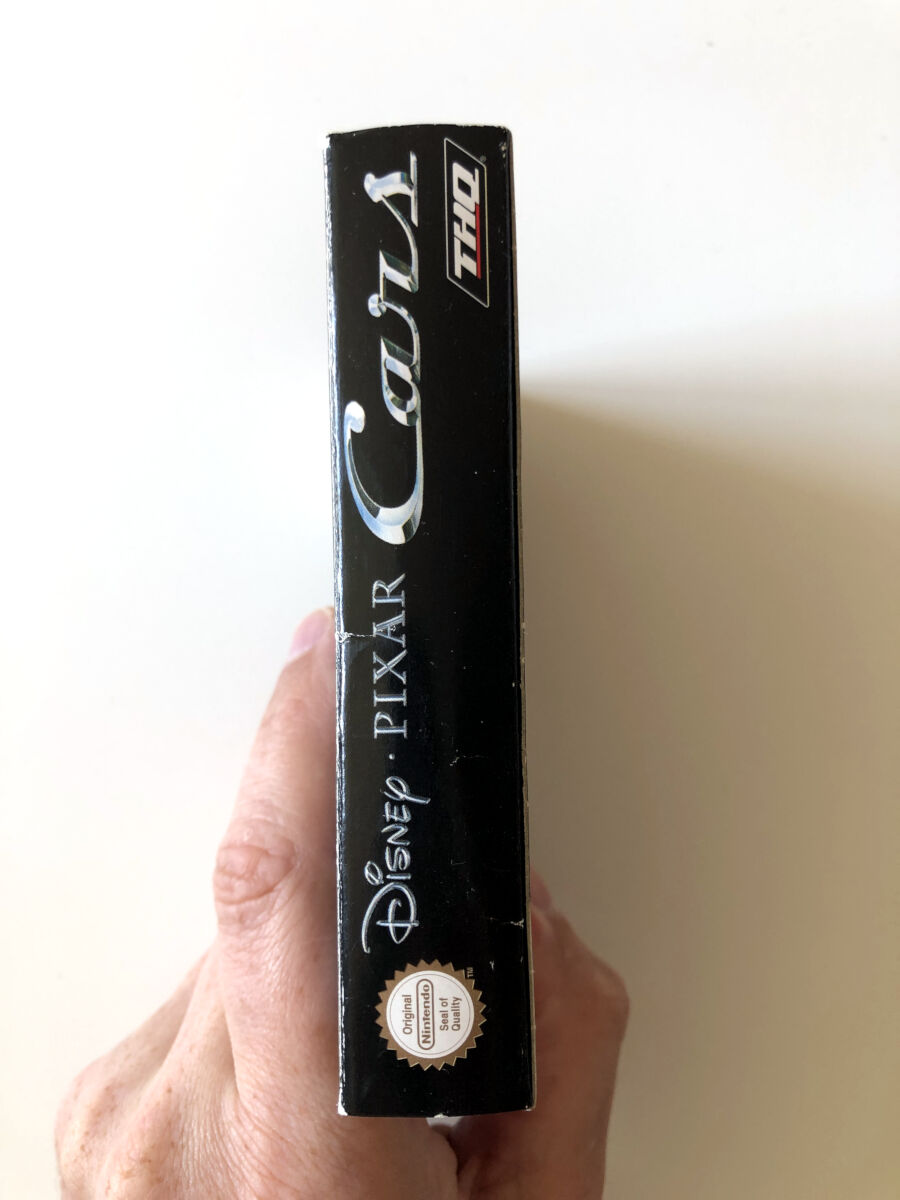 Original
Nintendo
Seal of
Quality
TM
DISNEY · PIXAR
Cars
THQ®